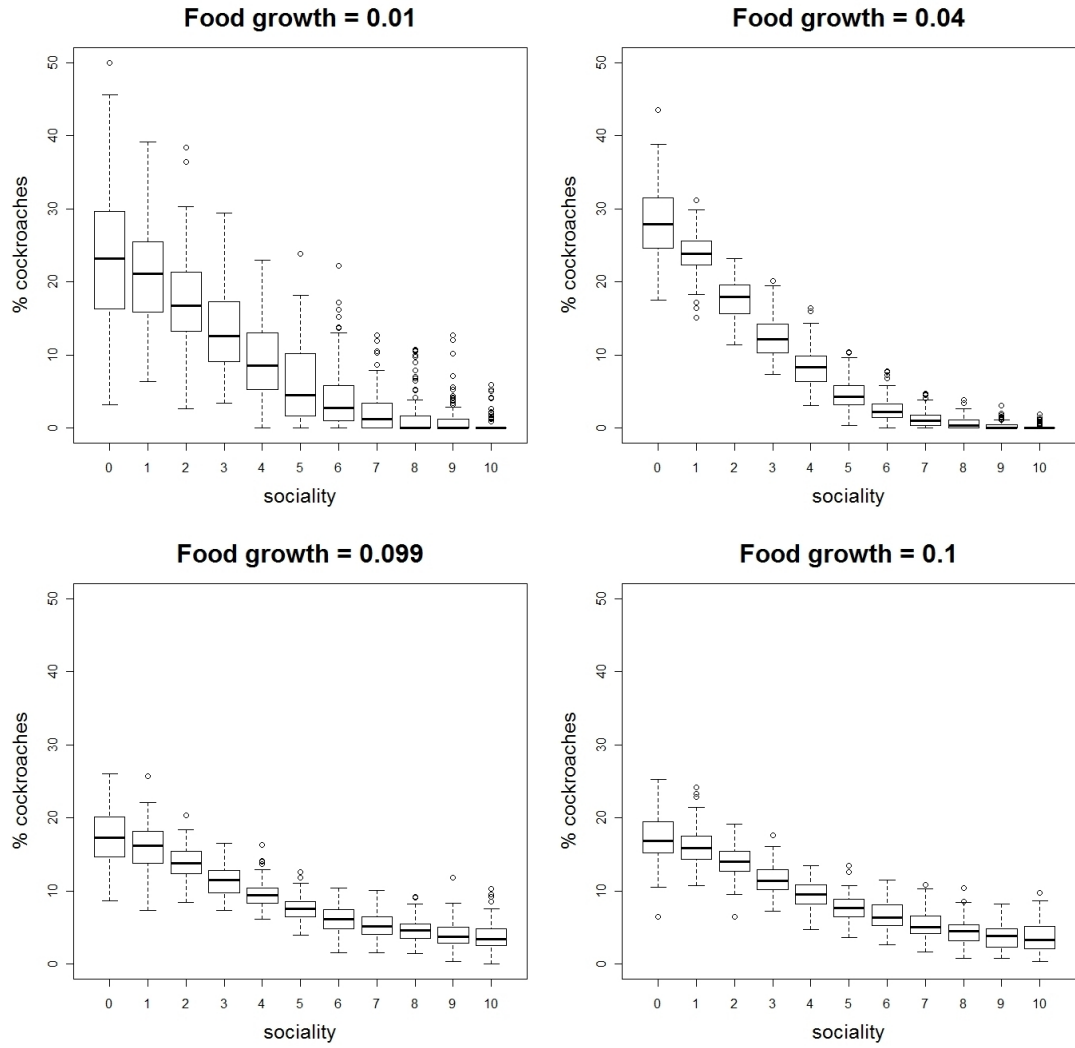 Food growth = 0.01
% cockroaches
50
40
30
20
10
0
0 1 2 3 4 5 6 7 8 9 10
sociality
Food growth = 0.04
% cockroaches
50
40
30
20
10
0
0 1 2 3 4 5 6 7 8 9 10
sociality
Food growth = 0.099
% cockroaches
50
40
30
20
10
0
0 1 2 3 4 5 6 7 8 9 10
sociality
Food growth = 0.1
% cockroaches
50
40
30
20
10
0
0 1 2 3 4 5 6 7 8 9 10
sociality